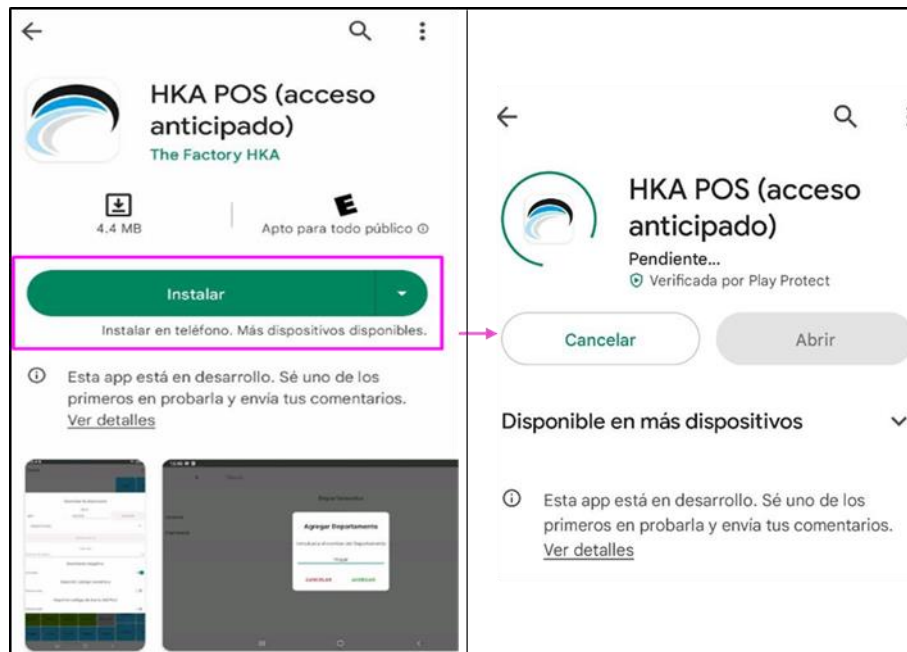 HKA POS (acceso
anticipado)
The Factory HKA
4.4 MB
E
Apto para todo público
Instalar
Instalar en teléfono. Más dispositivos disponibles.
Esta app está en desarrollo. Sé uno de los
primeros en probarla y envía tus comentarios.
Ver detalles
Agregar Departamento
CANCELAR
AGREGAR
HKA POS (acceso
anticipado)
Pendiente...
Verificada por Play Protect
Cancelar
Abrir
Disponible en más dispositivos
Esta app está en desarrollo. Sé uno de los
primeros en probarla y envía tus comentarios.
Ver detalles